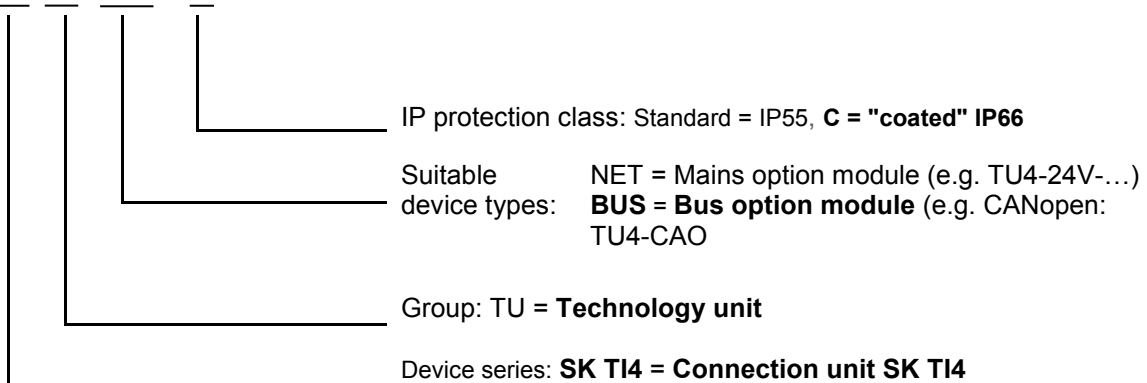 IP protection class: Standard = IP55, C = "coated" IP66
Suitable NET = Mains option module (e.g. TU4-24V-…)
device types: BUS = Bus option module (e.g. CANopen:
TU4-CAO
Group: TU = Technology unit
Device series: SK TI4 = Connection unit SK TI4